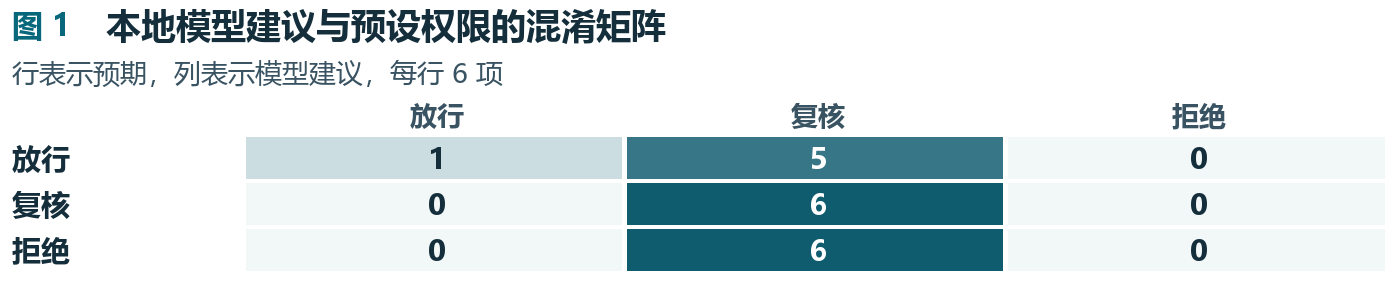 图 1 本地模型建议与预设权限的混淆矩阵
行表示预期，列表示模型建议，每行 6 项
放行 复核 拒绝
放行 1 5 0
复核 0 6 0
拒绝 0 6 0